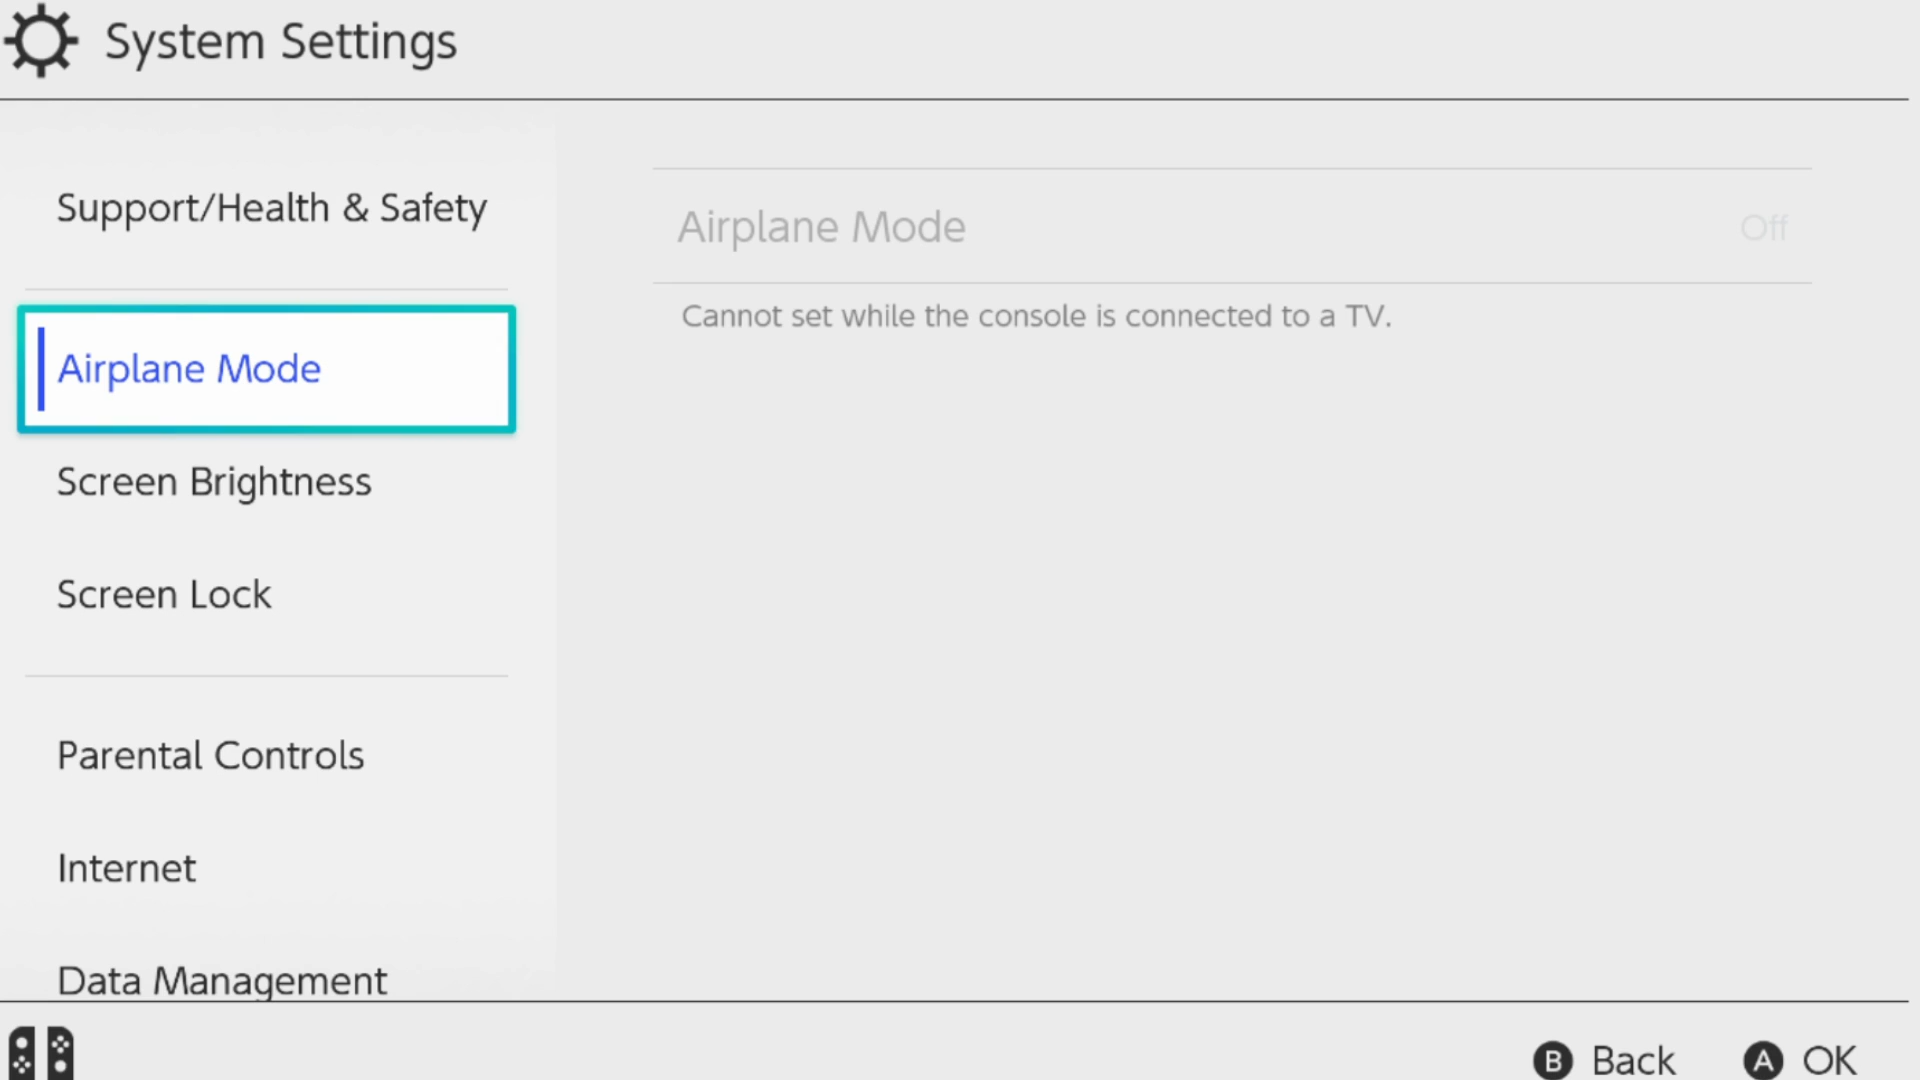 System Settings
Support/Health & Safety
Airplane Mode
Screen Brightness
Screen Lock
Parental Controls
Internet
Data Management
Airplane Mode Off
Cannot set while the console is connected to a TV.
B Back A OK